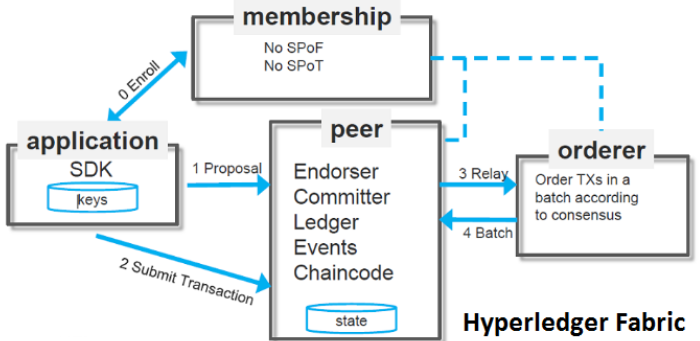 membership
No SPoF
No SPoT
0 Enroll
application
SDK
keys
1 Proposal
2 Submit Transaction
peer
Endorser
Committer
Ledger
Events
Chaincode
state
3 Relay
4 Batch
orderer
Order TXs in a
batch according
to consensus
Hyperledger Fabric